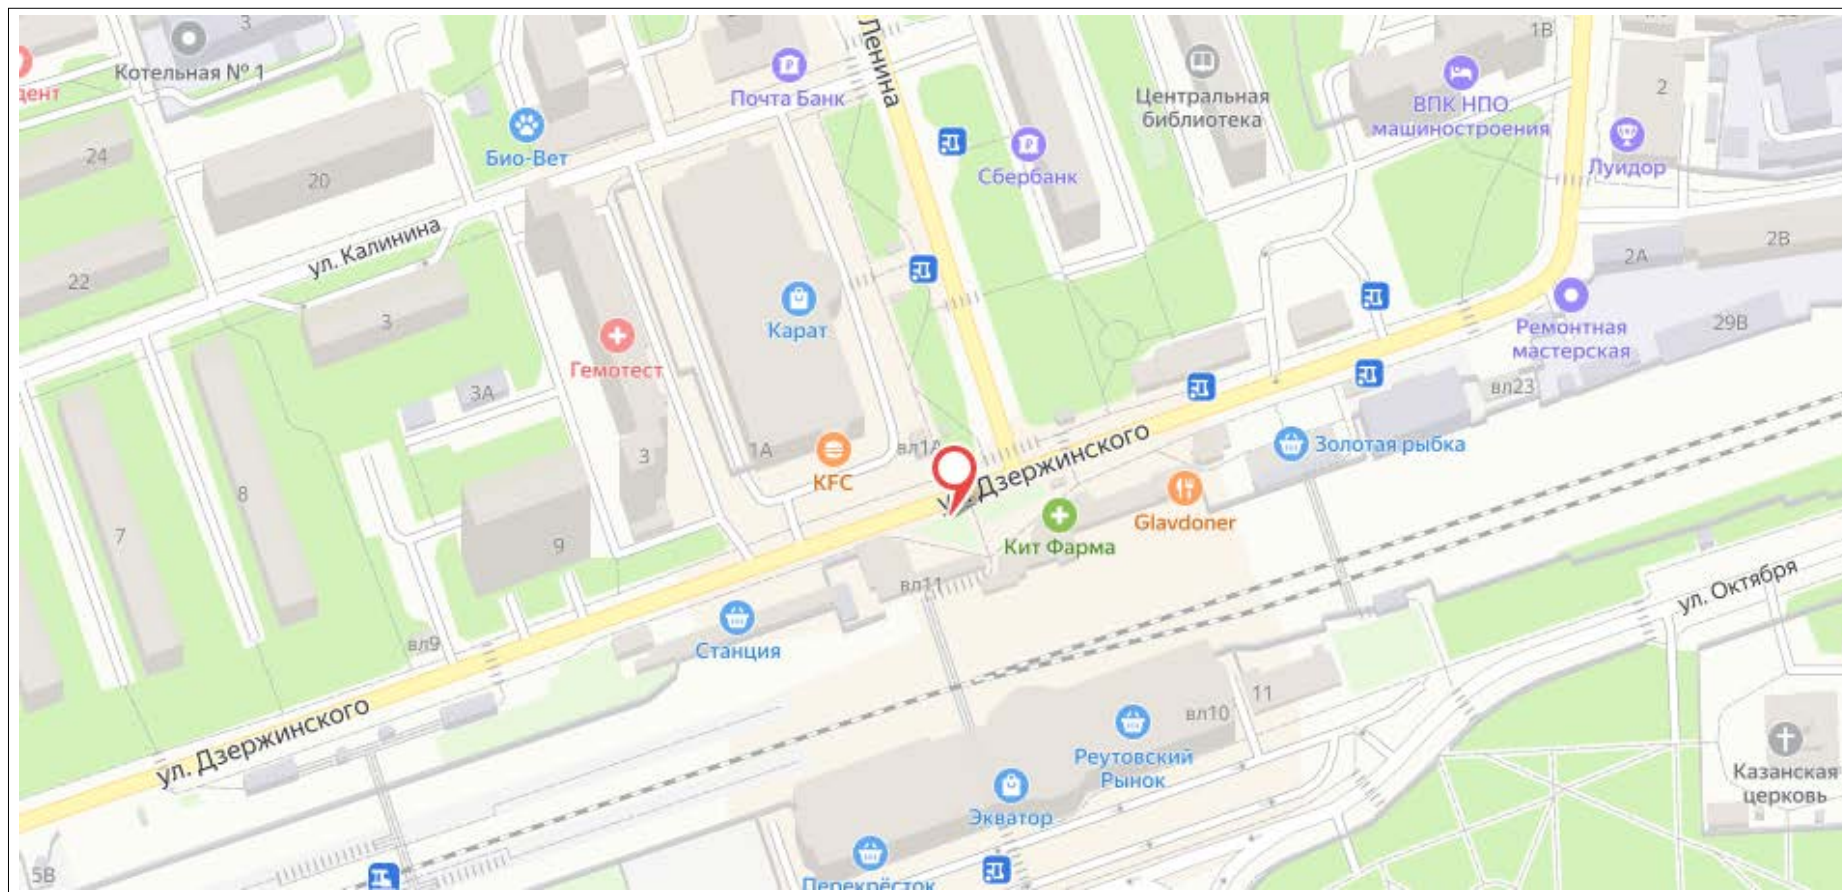 3
Котельная № 1
дент
24
20
Био-Вет
Почта Банк
Ленина
Сбербанк
Центральная
библиотека
1В
ВПК НПО
машиностроения
2
Луидор
2А
2В
29В
Ремонтная
мастерская
вл23
ул. Калинина
22
3
3А
Гемотест
Карат
7
8
9
3
1А
KFC
вл1А
ул. Дзержинского
Золотая рыбка
Glavdoner
Кит Фарма
вл11
Станция
вл9
ул. Дзержинского
ул. Октября
11
вл10
Реутовский
Рынок
Экватор
Перекрёсток
Казанская
церковь
5В